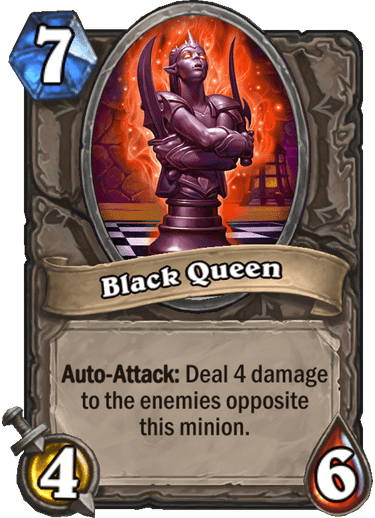 7
Black Queen
Auto-Attack: Deal 4 damage
to the enemies opposite
this minion.
4
6